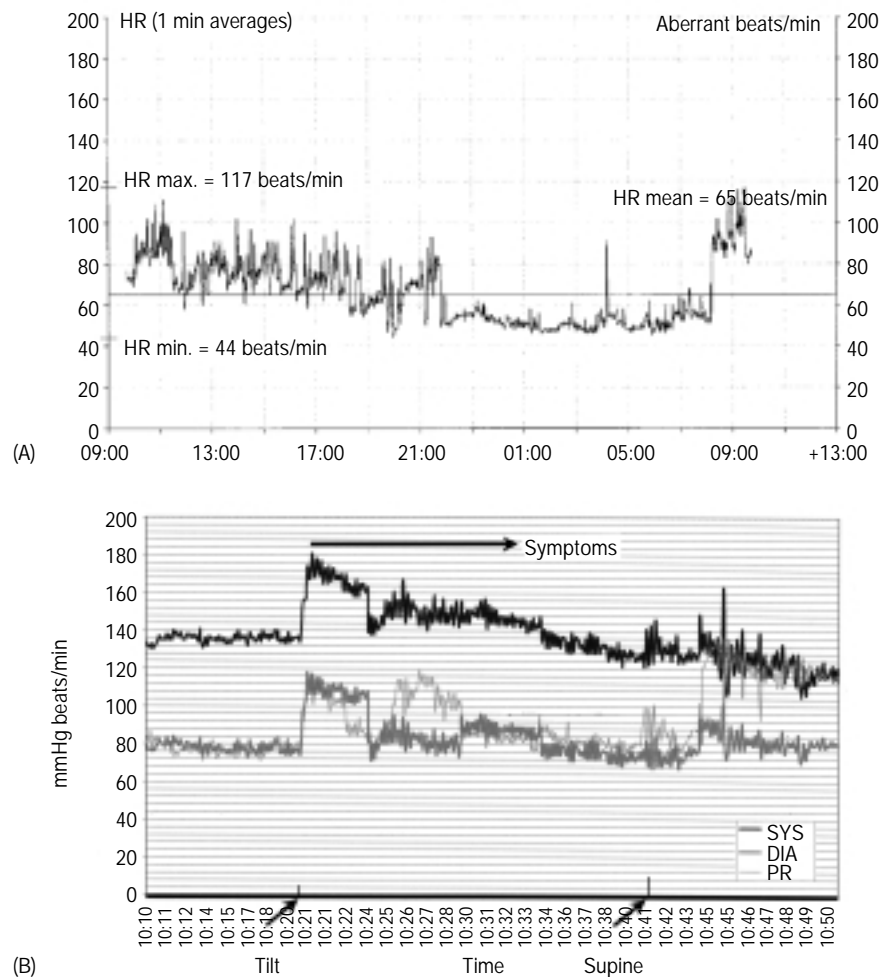 HR (1 min averages) Aberrant beats/min
200 200
180 180
160 160
140 140
HR max. = 117 beats/min
120 120
HR mean = 65 beats/min
100 100
80 80
60 60
HR min. = 44 beats/min
40 40
20 20
0 0
(A)
09:00 13:00 17:00 21:00 01:00 05:00 09:00 +13:00
200
180
Symptoms
160
140
120
100
80
60
40
20
0
mmHg beats/min
SYS
DIA
PR
10:10 10:11 10:12 10:14 10:15 10:17 10:18 10:20 10:21 10:21 10:22 10:24 10:25 10:26 10:27 10:30 10:31 10:32 10:33 10:34 10:36 10:37 10:38 10:40 10:41 10:42 10:43 10:45 10:45 10:46 10:47 10:48 10:49 10:50
(B) Tilt Time Supine